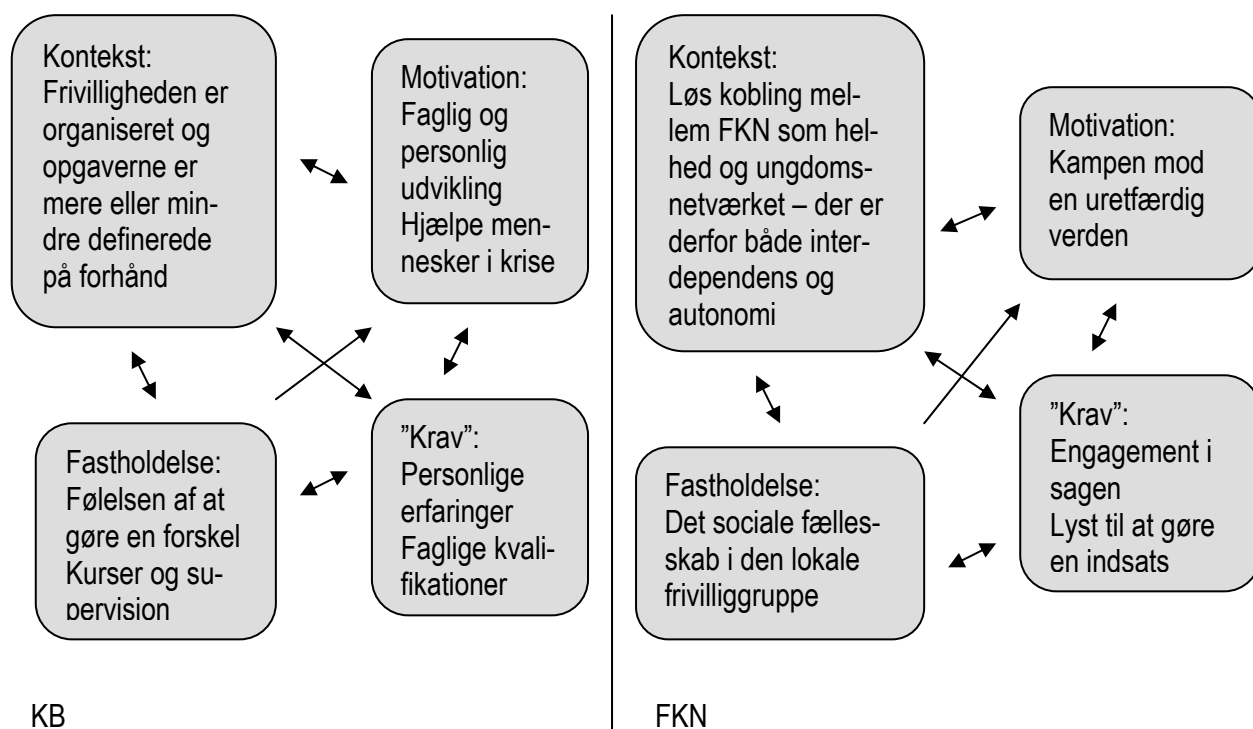 Kontekst:
Frivilligheden er
organiseret og
opgaverne er
mere eller min-
dre definerede
på forhånd
Motivation:
Faglig og
personlig
udvikling
Hjælpe men-
nesker i krise
Fastholdelse:
Følelsen af at
gøre en forskel
Kurser og su-
pervision
”Krav”:
Personlige
erfaringer
Faglige kvali-
fikationer
KB
Kontekst:
Løs kobling mel-
lem FKN som hel-
hed og ungdoms-
netværket – der er
derfor både inter-
dependens og
autonomi
Motivation:
Kampen mod
en uretfærdig
verden
Fastholdelse:
Det sociale fælles-
skab i den lokale
frivilliggruppe
”Krav”:
Engagement i
sagen
Lyst til at gøre
en indsats
FKN